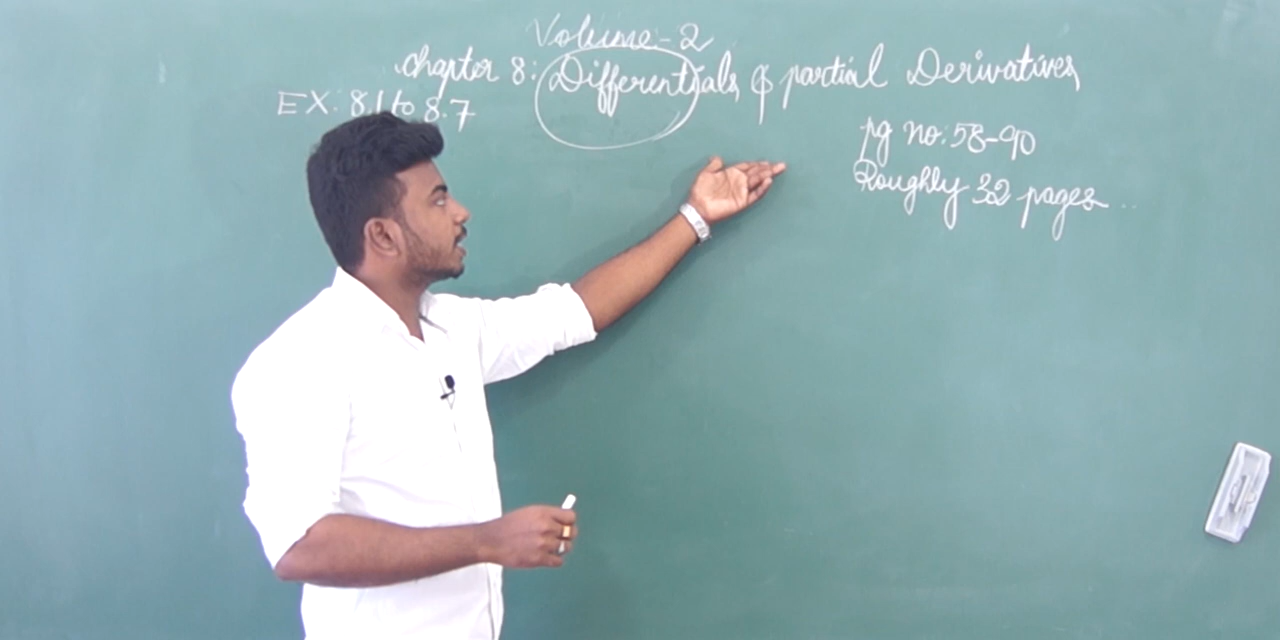 Volume:- 2
chapter 8: Differentials & partial Derivatives
EX: 8.1 to 8.7
pg no: 58-90
Roughly 32 pages...